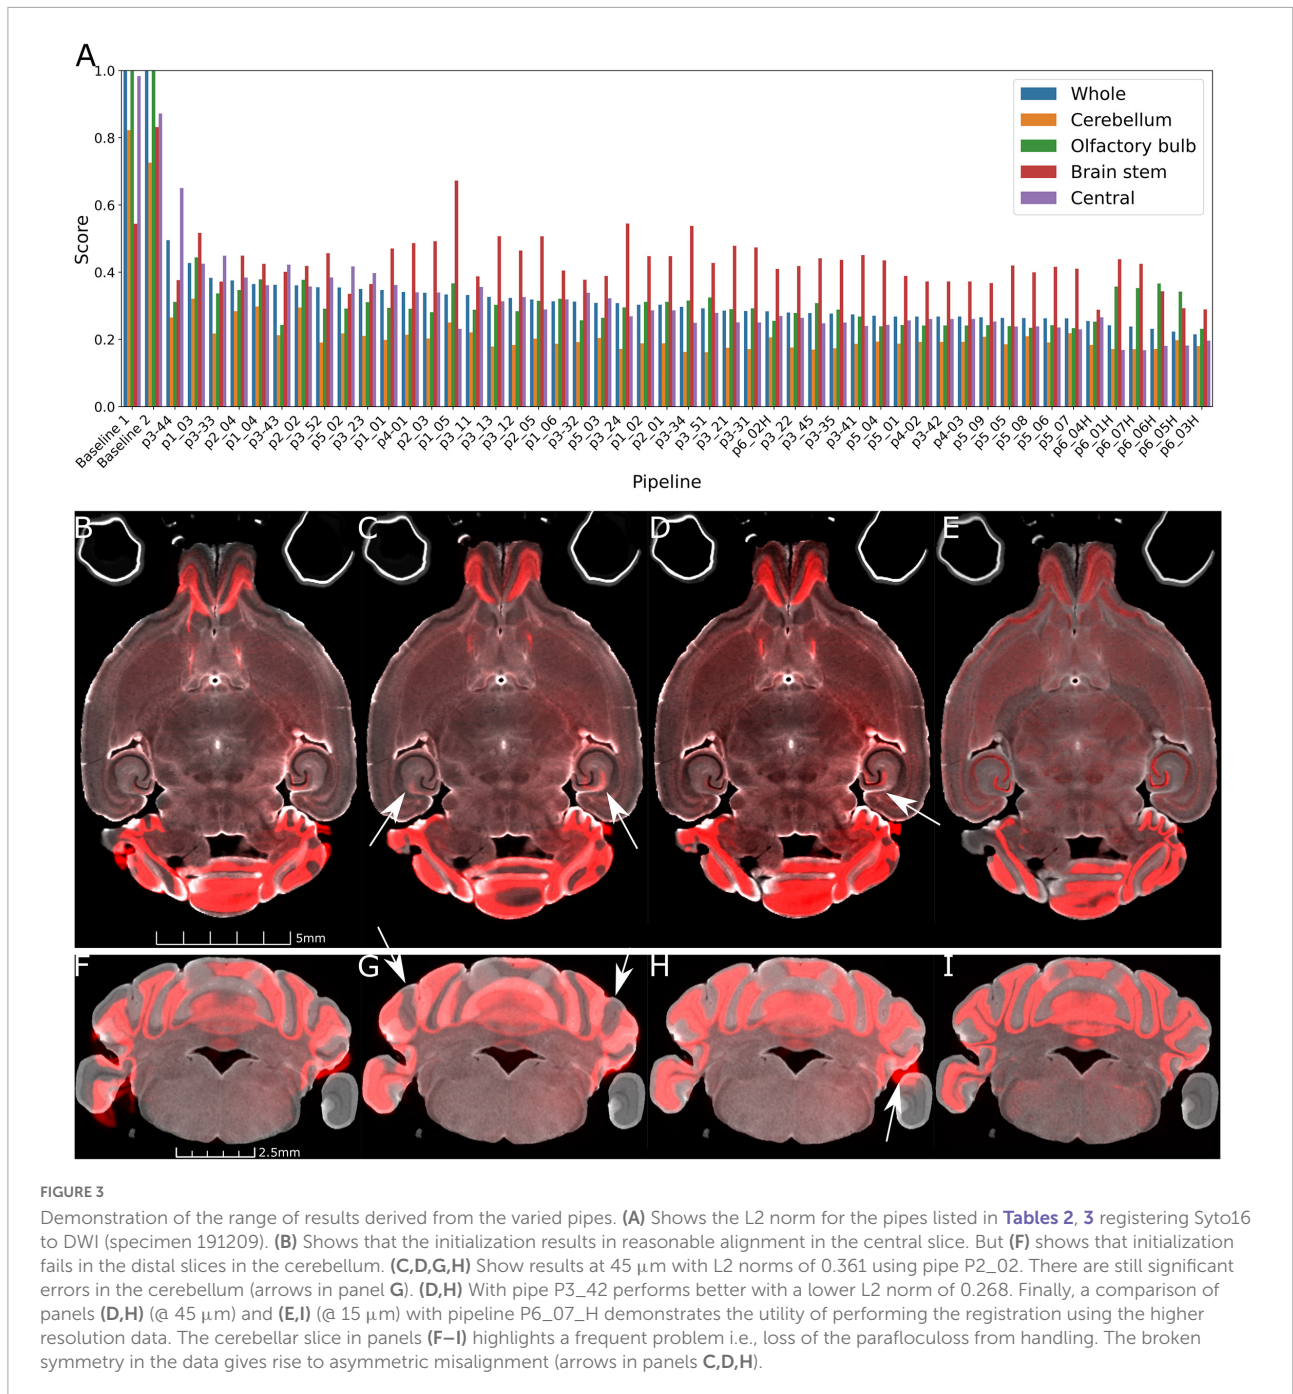 A
1.0
0.8
0.6
0.4
0.2
0.0
Score
Whole
Cerebellum
Olfactory bulb
Brain stem
Central
Baseline 1
Baseline 2
p3-44
p1_03
p3-33
p2_04
p1_04
p3-43
p2_02
p3_52
p5_02
p3_23
p1_01
p4-01
p2_03
p1_05
p3_11
p3_13
p3_12
p2_05
p1_06
p3-32
p5_03
p3_24
p1_02
p2_01
p3-34
p3_51
p3_21
p3-31
p6_02H
p3_22
p3_45
p3-35
p3-41
p5_04
p5_01
p4-02
p3-42
p4-03
p5_09
p5_05
p5_08
p5_06
p5_07
p6_04H
p6_01H
p6_07H
p6_06H
p6_05H
p6_03H
Pipeline
B
C
D
E
5mm
F
G
H
I
2.5mm
FIGURE 3
Demonstration of the range of results derived from the varied pipes. (A) Shows the L2 norm for the pipes listed in Tables 2, 3 registering Syto16
to DWI (specimen 191209). (B) Shows that the initialization results in reasonable alignment in the central slice. But (F) shows that initialization
fails in the distal slices in the cerebellum. (C,D,G,H) Show results at 45 μm with L2 norms of 0.361 using pipe P2_02. There are still significant
errors in the cerebellum (arrows in panel G). (D,H) With pipe P3_42 performs better with a lower L2 norm of 0.268. Finally, a comparison of
panels (D,H) (@ 45 μm) and (E,I) (@ 15 μm) with pipeline P6_07_H demonstrates the utility of performing the registration using the higher
resolution data. The cerebellar slice in panels (F–I) highlights a frequent problem i.e., loss of the parafloculoss from handling. The broken
symmetry in the data gives rise to asymmetric misalignment (arrows in panels C,D,H).